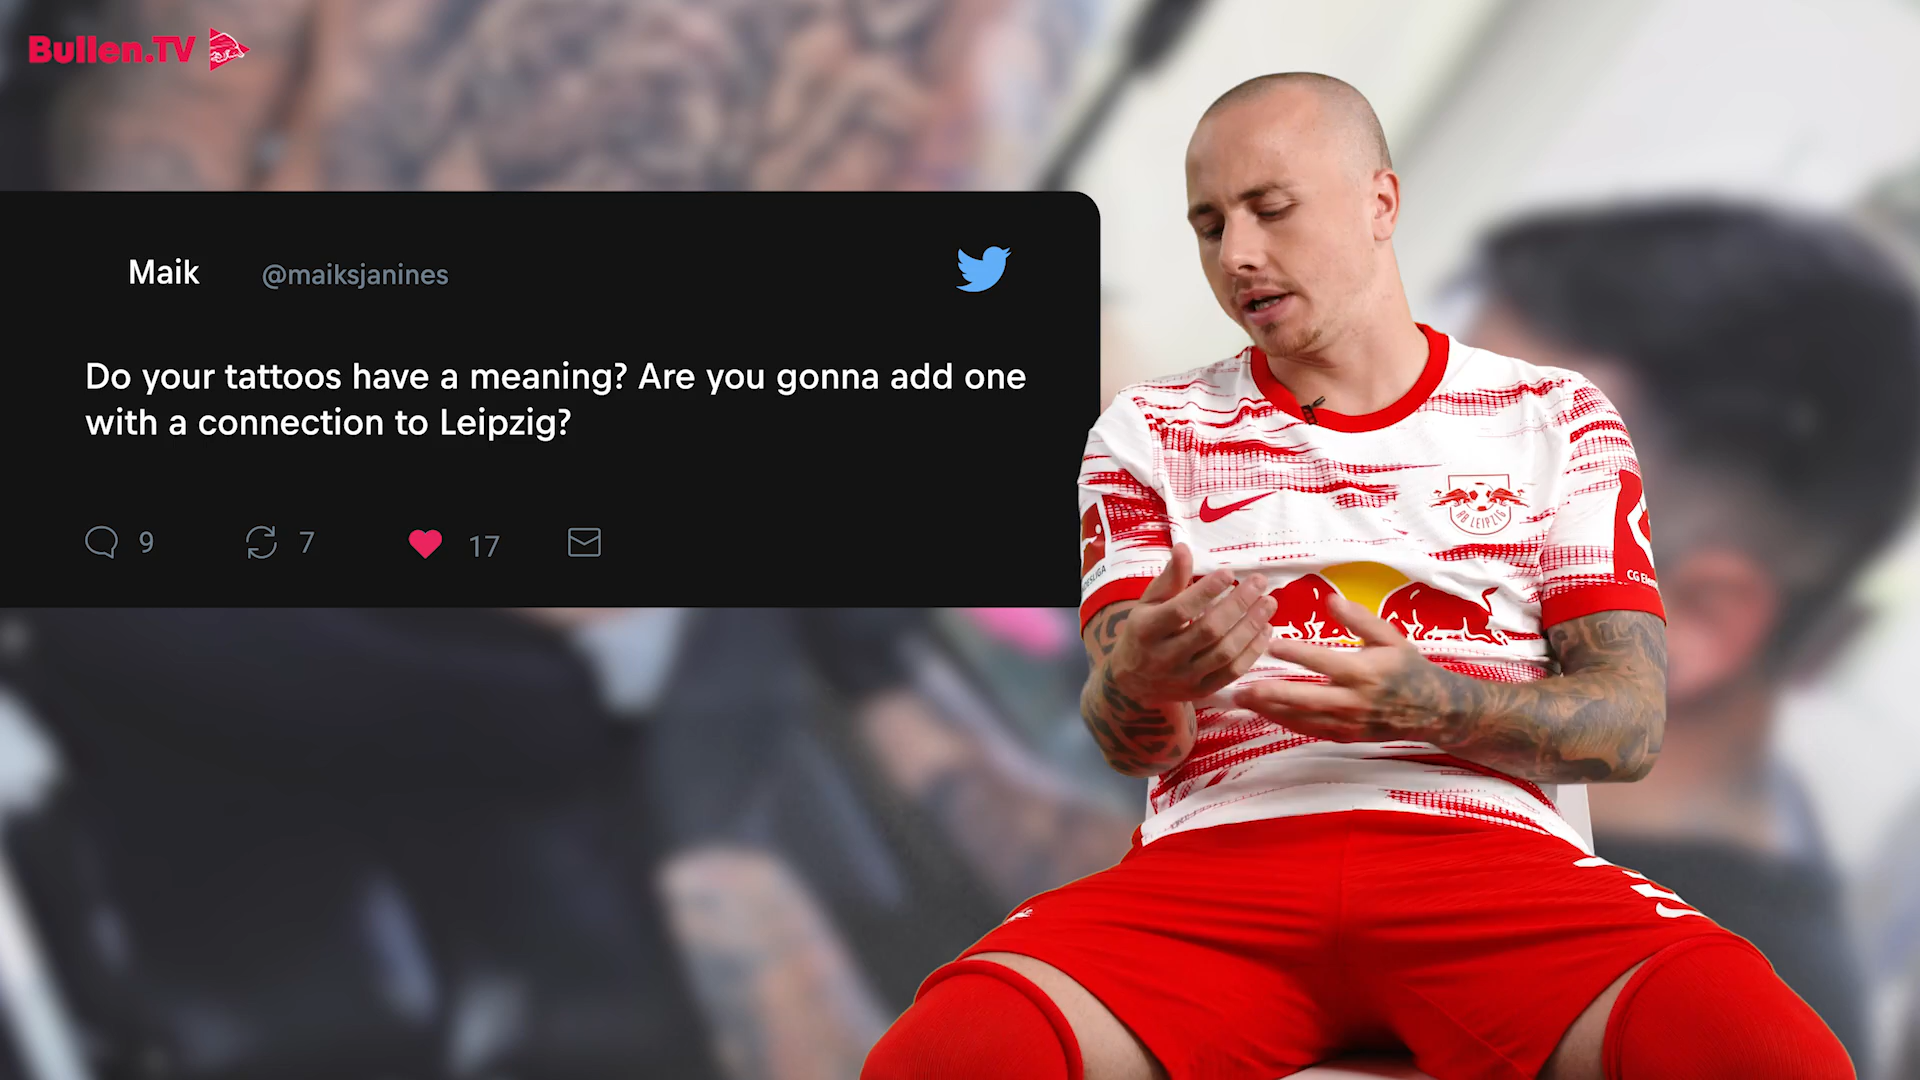 Bullen.TV
Maik @maiksjanines
Do your tattoos have a meaning? Are you gonna add one
with a connection to Leipzig?
9 7 17
RB LEIPZIG